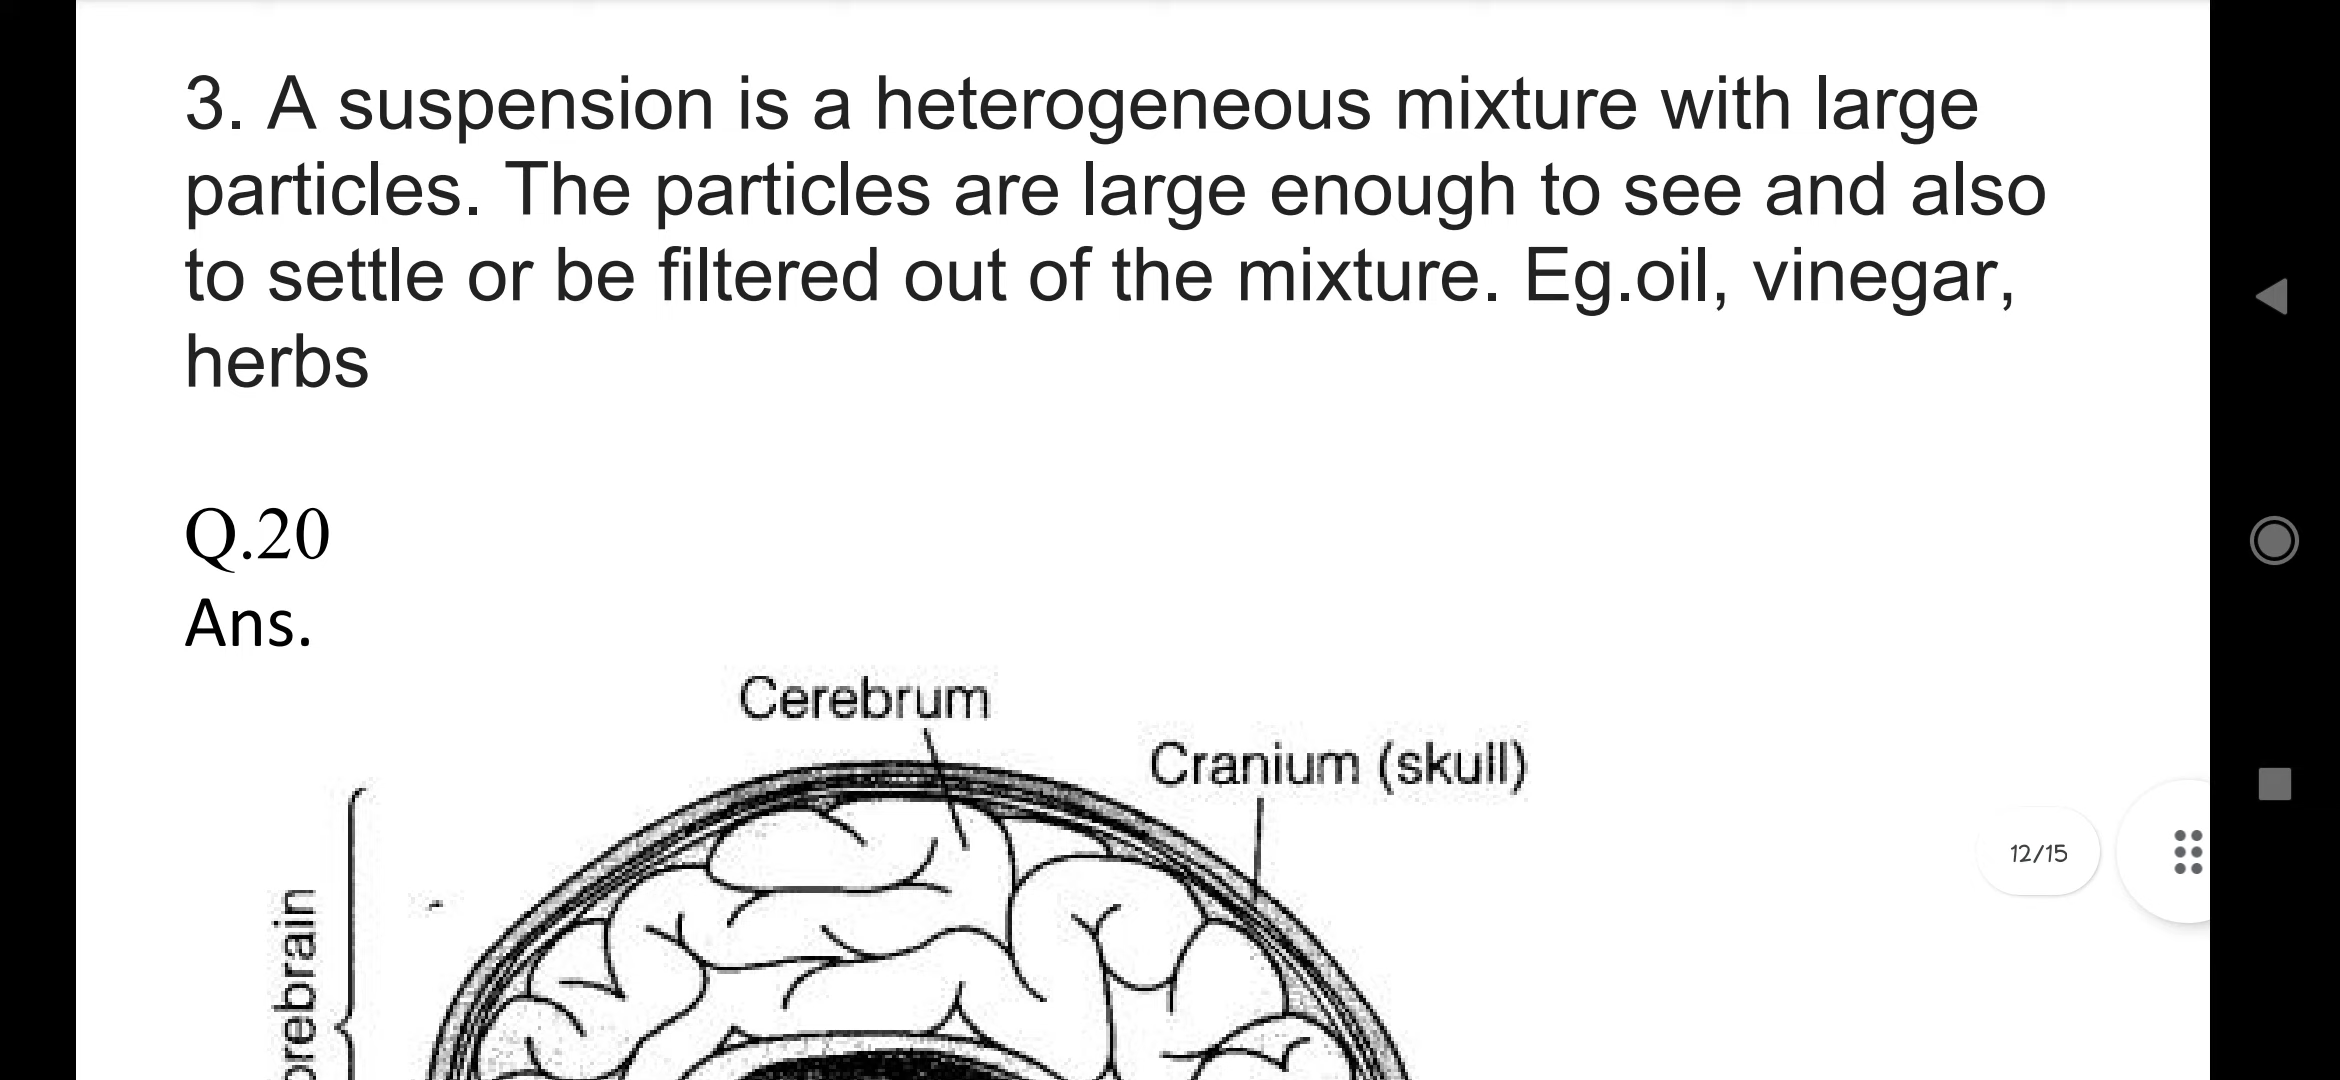 3. A suspension is a heterogeneous mixture with large
particles. The particles are large enough to see and also
to settle or be filtered out of the mixture. Eg.oil, vinegar,
herbs
Q.20
Ans.
Cerebrum
Cranium (skull)
12/15